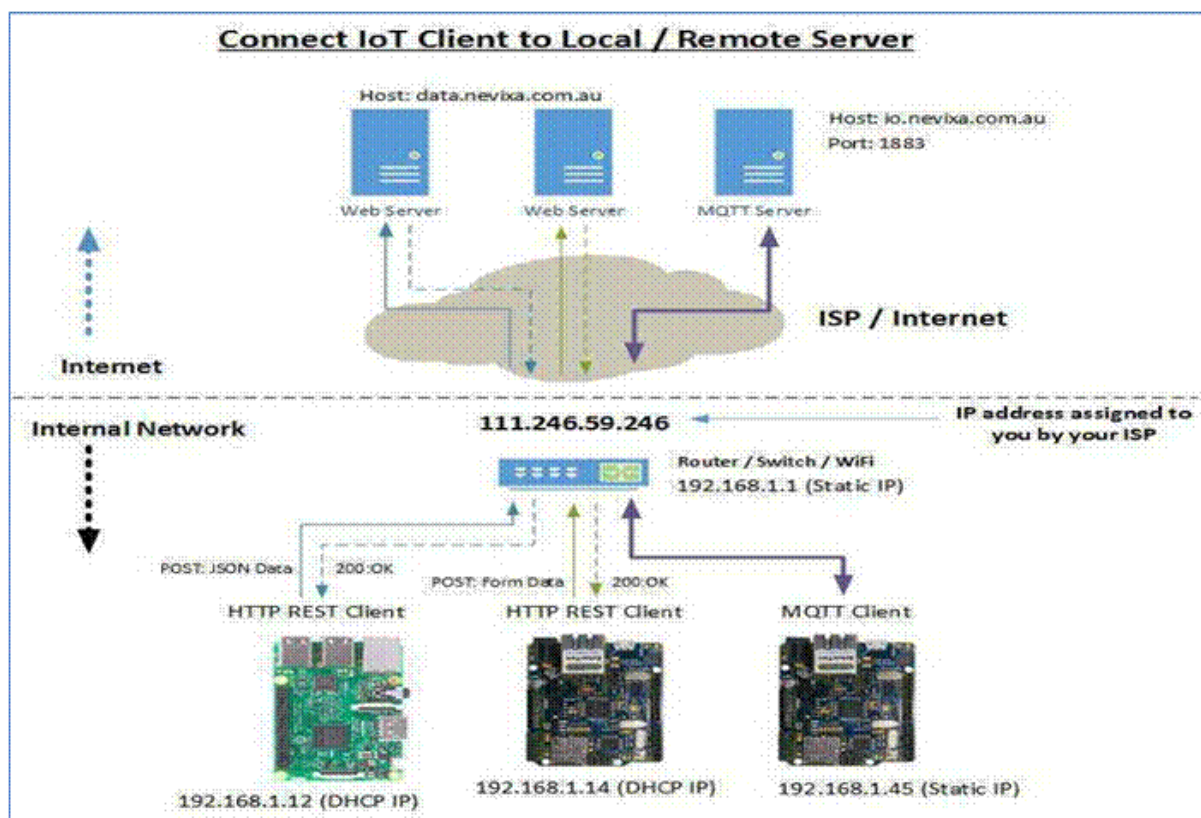 Connect IoT Client to Local / Remote Server
Host: data.nevixa.com.au
Host: io.nevixa.com.au
Port: 1883
Web Server
Web Server
MQTT Server
ISP / Internet
Internet
Internal Network
111.246.59.246
IP address assigned to
you by your ISP
Router / Switch / WiFi
192.168.1.1 (Static IP)
POST: JSON Data
200:OK
POST: Form Data
200:OK
HTTP REST Client
HTTP REST Client
MQTT Client
192.168.1.12 (DHCP IP)
192.168.1.14 (DHCP IP)
192.168.1.45 (Static IP)